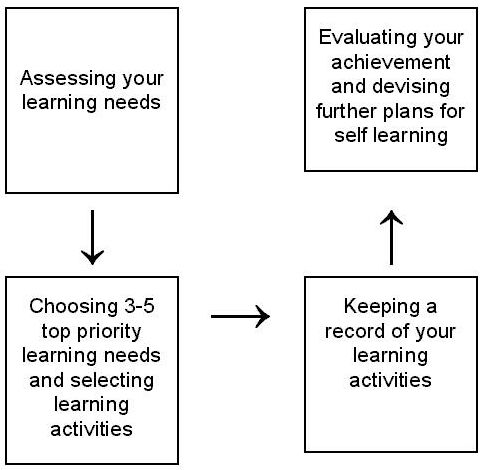 Assessing your
learning needs
Choosing 3-5
top priority
learning needs
and selecting
learning
activities
Keeping a
record of your
learning
activities
Evaluating your
achievement
and devising
further plans for
self learning